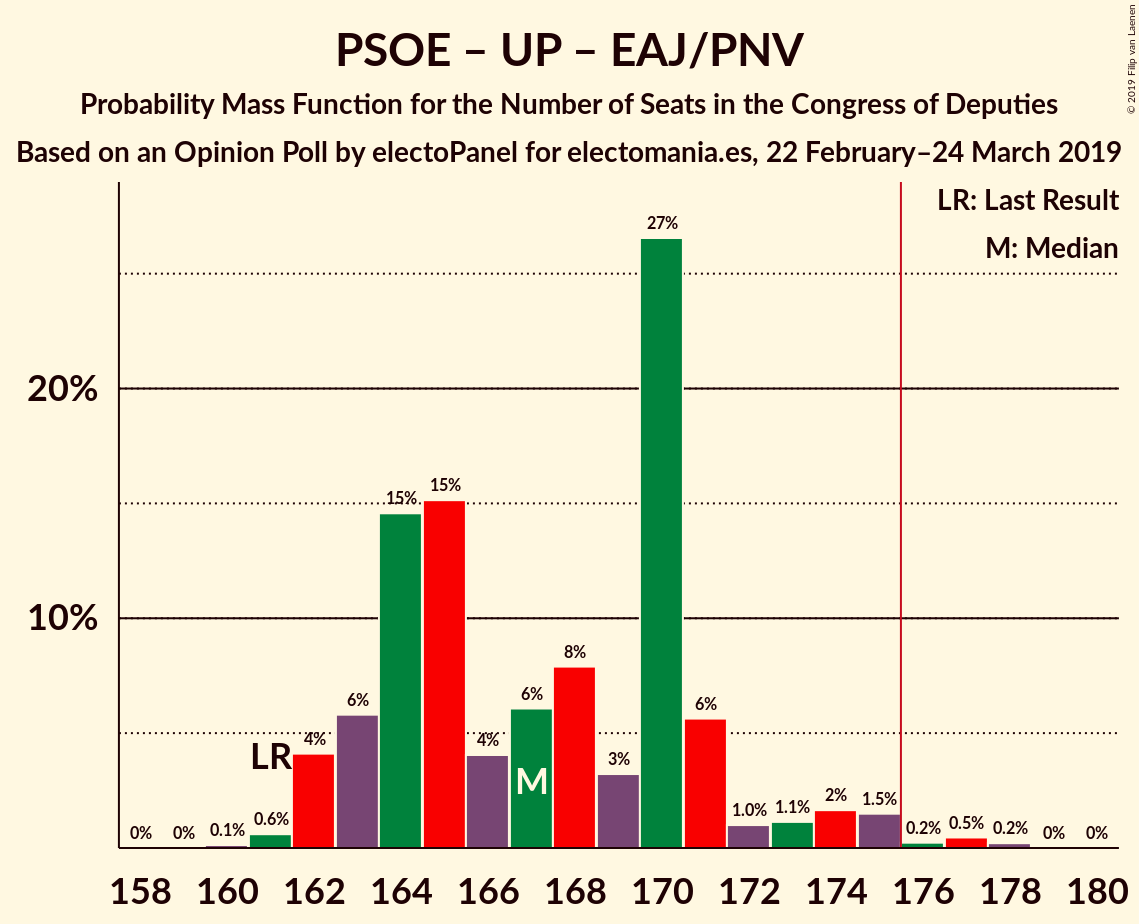 PSOE – UP – EAJ/PNV
Probability Mass Function for the Number of Seats in the Congress of Deputies
Based on an Opinion Poll by electoPanel for electomania.es, 22 February–24 March 2019
© 2019 Filip van Laenen
LR: Last Result
M: Median
27%
20%
15% 15%
10%
8%
6% 6% 6%
LR 4% 4% M 3%
0% 0% 0.1% 0.6% 1.0% 1.1% 2% 1.5% 0.2% 0.5% 0.2% 0% 0%
158 160 162 164 166 168 170 172 174 176 178 180